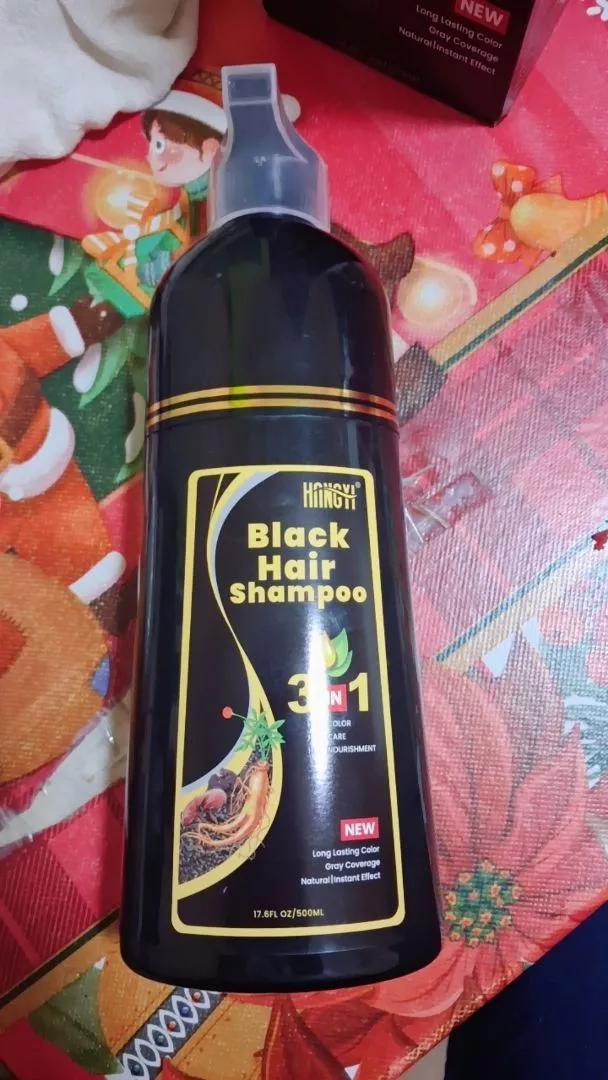 NEW
Long Lasting Color
Gray Coverage
Natural|Instant Effect
HANGYI®
Black
Hair
Shampoo
3 IN 1
COLOR
CARE
NOURISHMENT
NEW
Long Lasting Color
Gray Coverage
Natural|Instant Effect
17.6FL OZ/500ML